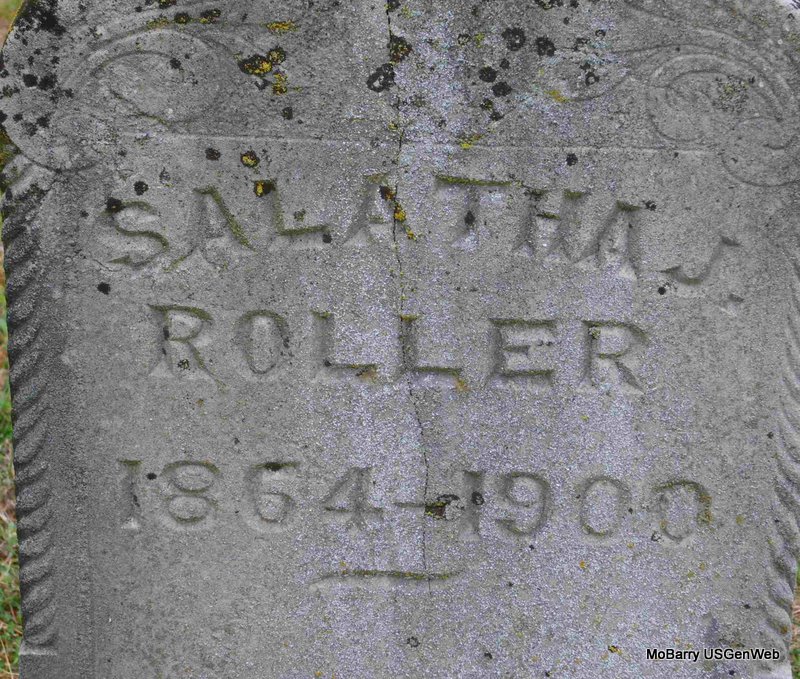 SALATHA J.
ROLLER
1864-1900
MoBarry USGenWeb